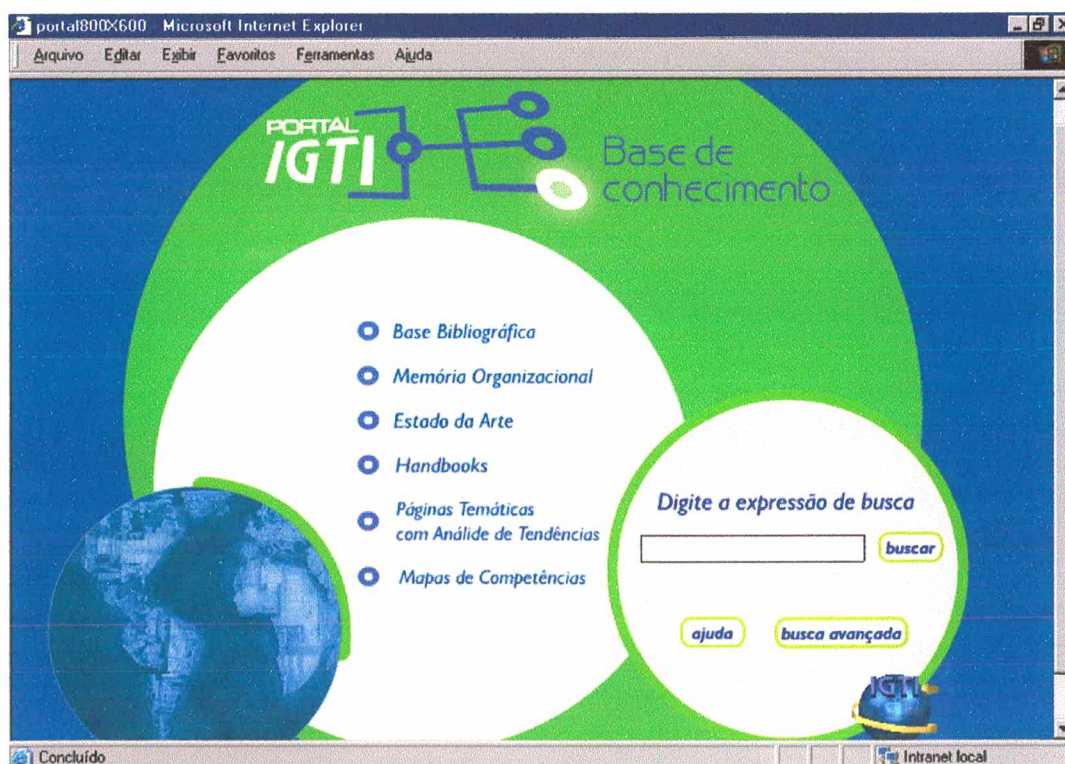 portal800X600 Microsoft Internet Explorer
Arquivo Editar Exibir Favoritos Ferramentas Ajuda
PORTAL
IGTI
Base de
conhecimento
Base Bibliográfica
Memória Organizacional
Estado da Arte
Handbooks
Páginas Temáticas
com Análide de Tendências
Mapas de Competências
Digite a expressão de busca
buscar
ajuda busca avançada
IGTI
Concluído Intranet local